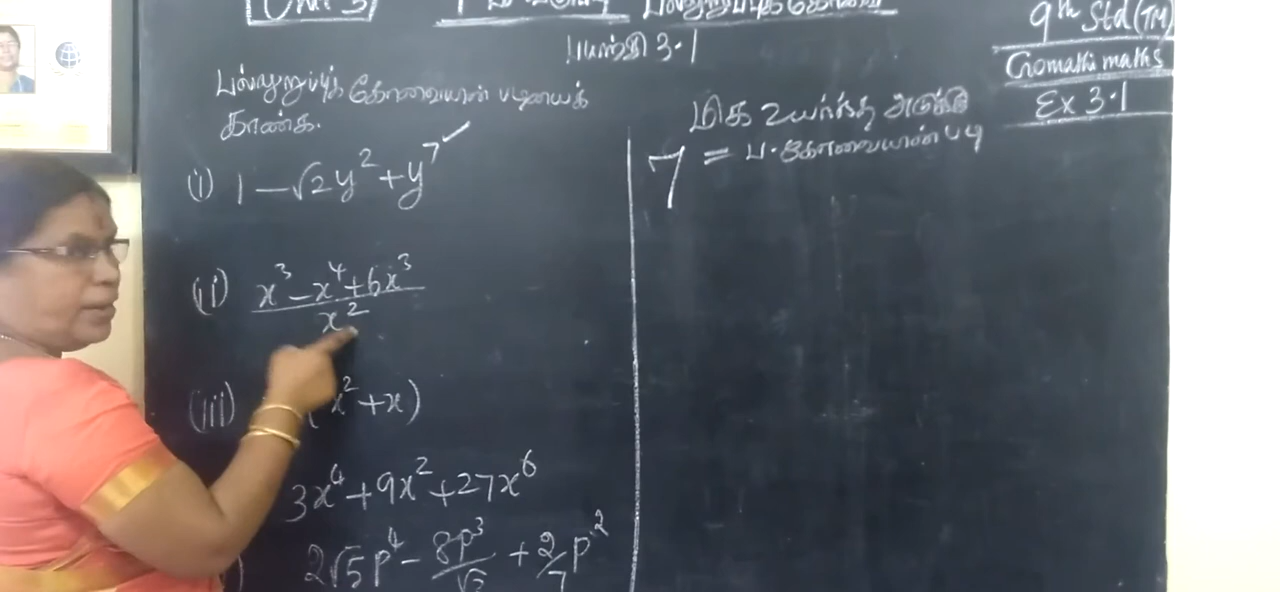 Unit 3
9th Std (TM)
Gomathi maths
Ex 3.1
பயிற்சி 3.1
பல்லுறுப்புக் கோவையின் படியைக்
காண்க.
(i) 1 − √2y² + y⁷ ✓
(ii) x³ − x⁴ + 6x³
x²
(iii) x² + x)
3x⁴ + 9x² + 27x⁶
) 2√5p⁴ − 8p³/√3 + 2/7 p²
மிக உயர்ந்த அடுக்கு
7 = ப. கோவையின் படி